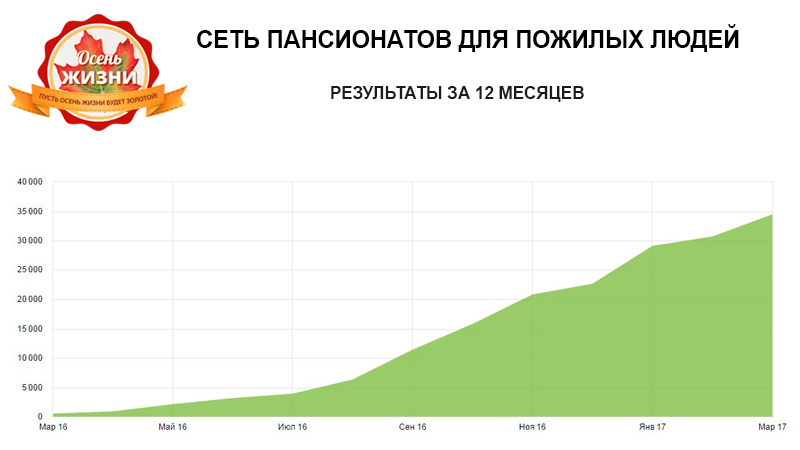 Осень
ЖИЗНИ
ПУСТЬ ОСЕНЬ ЖИЗНИ БУДЕТ ЗОЛОТОЙ!
СЕТЬ ПАНСИОНАТОВ ДЛЯ ПОЖИЛЫХ ЛЮДЕЙ
РЕЗУЛЬТАТЫ ЗА 12 МЕСЯЦЕВ
40 000
35 000
30 000
25 000
20 000
15 000
10 000
5 000
0
Мар 16 Май 16 Июл 16 Сен 16 Ноя 16 Янв 17 Мар 17